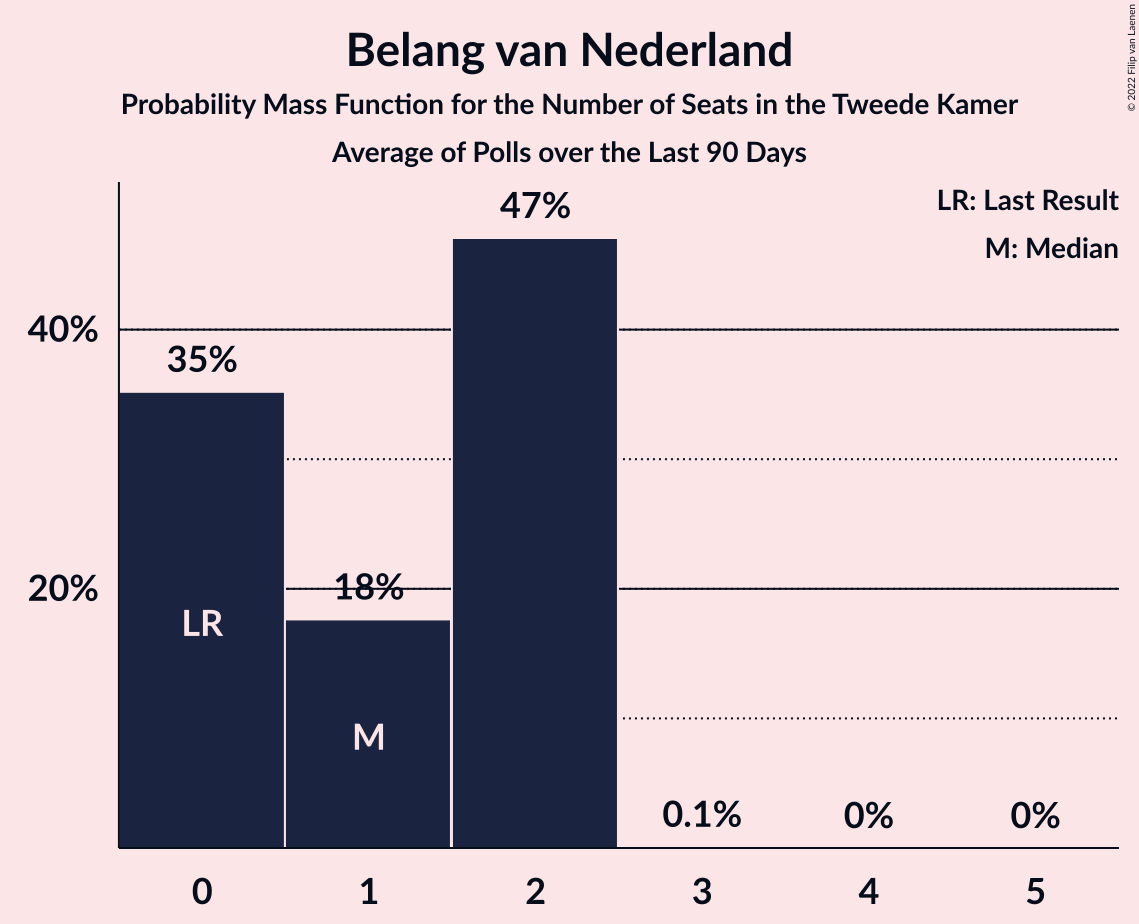 Belang van Nederland
Probability Mass Function for the Number of Seats in the Tweede Kamer
Average of Polls over the Last 90 Days
© 2022 Filip van Laenen
LR: Last Result
M: Median
47%
40%
35%
20%
18%
LR
M
0.1%
0%
0%
0 1 2 3 4 5